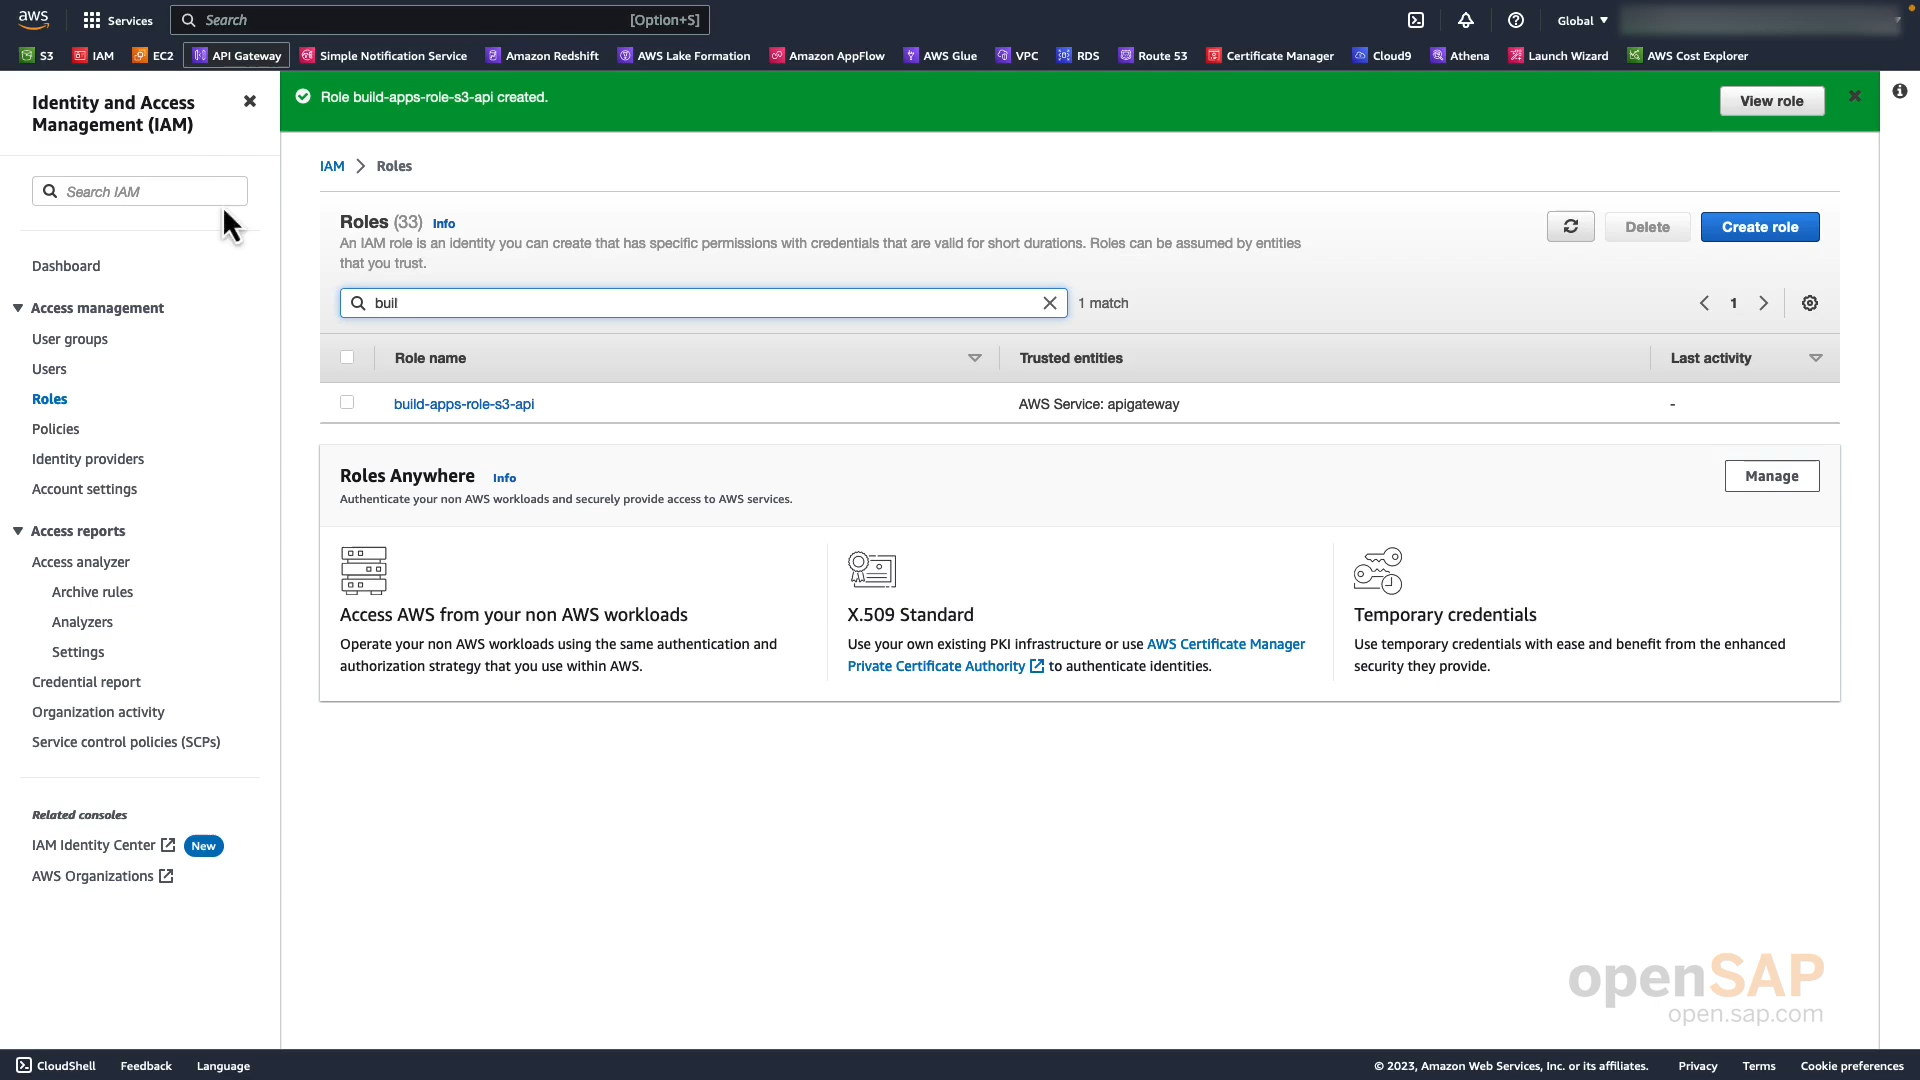 aws
Services
Search
[Option+S]
Global
S3
IAM
EC2
API Gateway
Simple Notification Service
Amazon Redshift
AWS Lake Formation
Amazon AppFlow
AWS Glue
VPC
RDS
Route 53
Certificate Manager
Cloud9
Athena
Launch Wizard
AWS Cost Explorer
Identity and Access
Management (IAM)
Search IAM
Dashboard
Access management
User groups
Users
Roles
Policies
Identity providers
Account settings
Access reports
Access analyzer
Archive rules
Analyzers
Settings
Credential report
Organization activity
Service control policies (SCPs)
Related consoles
IAM Identity Center New
AWS Organizations
Role build-apps-role-s3-api created.
View role
IAM > Roles
Roles (33) Info
An IAM role is an identity you can create that has specific permissions with credentials that are valid for short durations. Roles can be assumed by entities
that you trust.
Delete
Create role
buil
1 match
1
Role name
Trusted entities
Last activity
build-apps-role-s3-api
AWS Service: apigateway
-
Roles Anywhere Info
Authenticate your non AWS workloads and securely provide access to AWS services.
Manage
Access AWS from your non AWS workloads
Operate your non AWS workloads using the same authentication and
authorization strategy that you use within AWS.
X.509 Standard
Use your own existing PKI infrastructure or use AWS Certificate Manager
Private Certificate Authority to authenticate identities.
Temporary credentials
Use temporary credentials with ease and benefit from the enhanced
security they provide.
openSAP
open.sap.com
CloudShell
Feedback
Language
© 2023, Amazon Web Services, Inc. or its affiliates.
Privacy
Terms
Cookie preferences